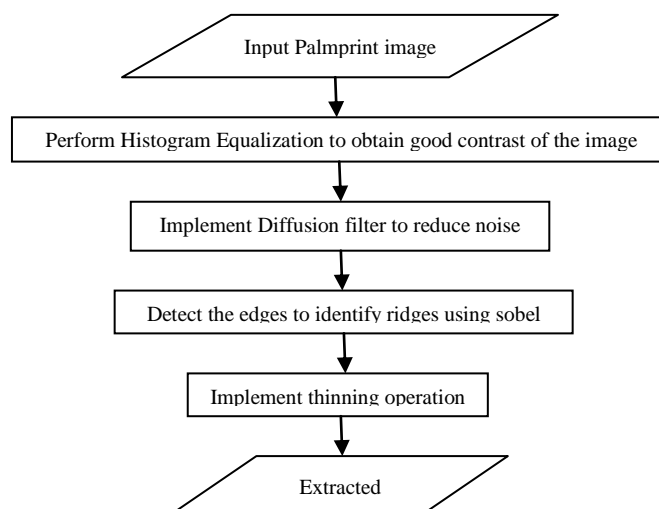 Input Palmprint image
Perform Histogram Equalization to obtain good contrast of the image
Implement Diffusion filter to reduce noise
Detect the edges to identify ridges using sobel
Implement thinning operation
Extracted